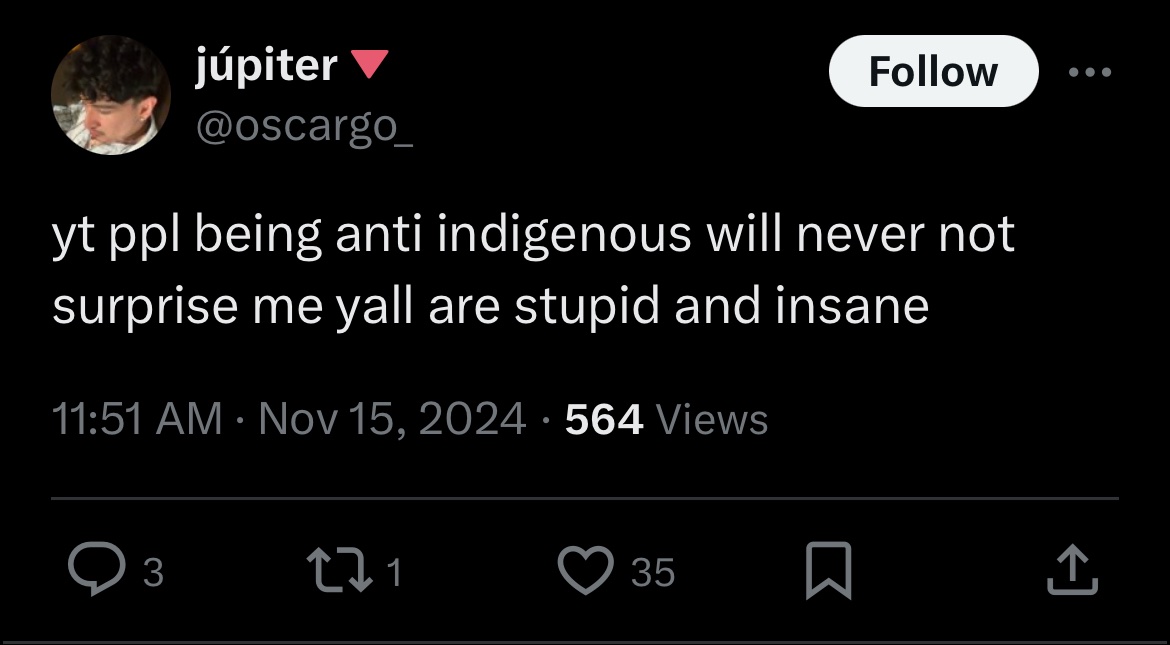 júpiter🔻
@oscargo_
Follow
yt ppl being anti indigenous will never not
surprise me yall are stupid and insane
11:51 AM · Nov 15, 2024 · 564 Views
3 1 35